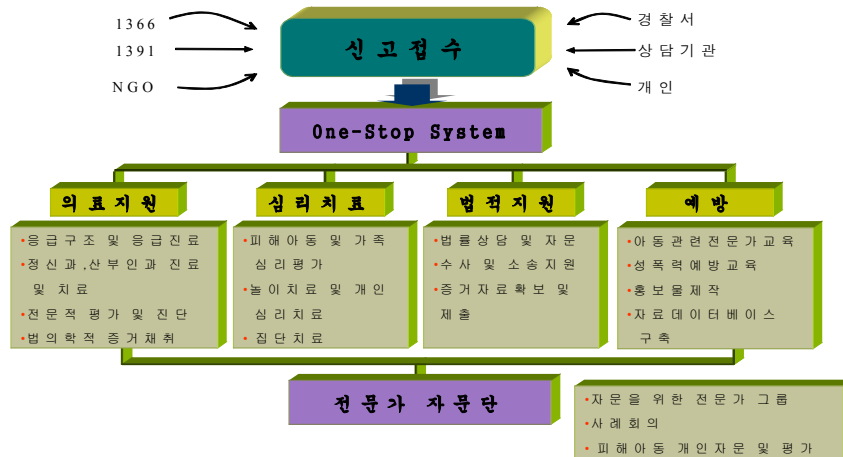 1366
1391
NGO
신고접수
경찰서
상담기관
개인
One-Stop System
의료지원
•응급구조 및 응급진료
•정신과,산부인과 진료
및 치료
•전문적 평가 및 진단
•법의학적 증거채취
심리치료
•피해아동 및 가족
심리평가
•놀이치료 및 개인
심리치료
•집단치료
법적지원
•법률상담 및 자문
•수사 및 소송지원
•증거자료확보 및
제출
예방
•아동관련전문가교육
•성폭력예방교육
•홍보물제작
•자료데이터베이스
구축
전문가 자문단
•자문을 위한 전문가 그룹
•사례회의
•피해아동 개인자문 및 평가